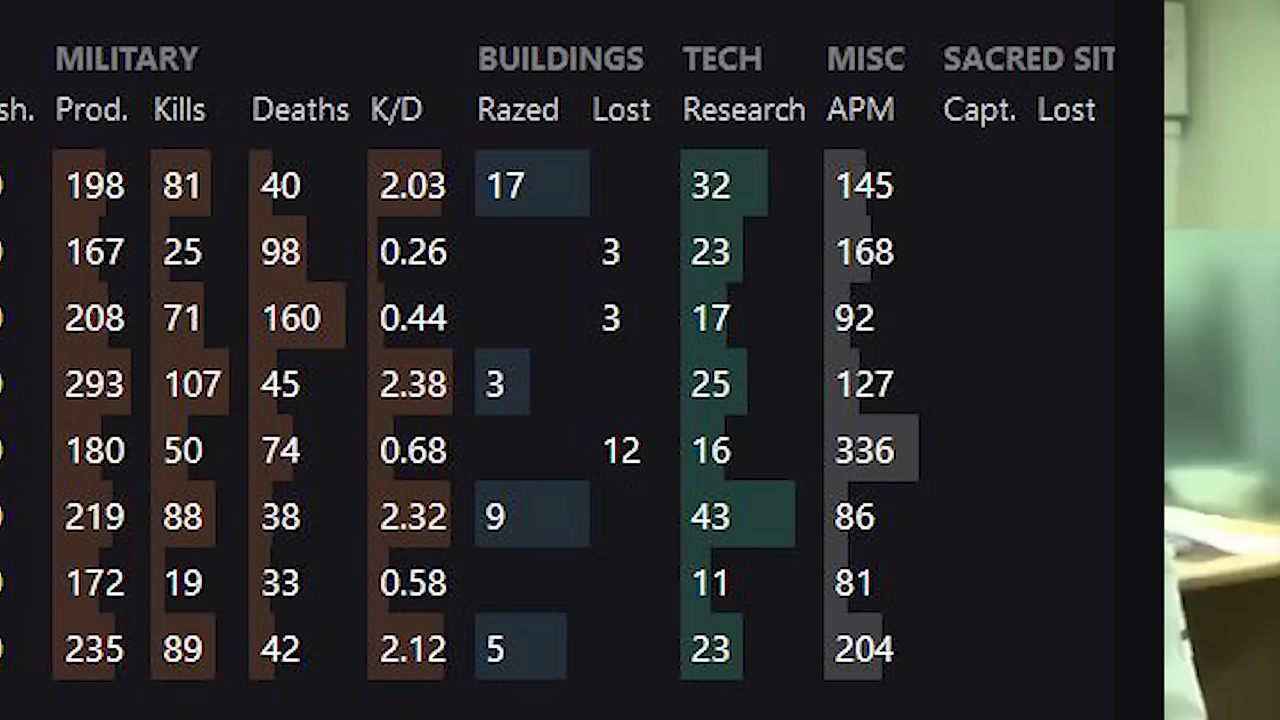 MILITARY BUILDINGS TECH MISC SACRED SIT
sh. Prod. Kills Deaths K/D Razed Lost Research APM Capt. Lost
198 81 40 2.03 17 32 145
167 25 98 0.26 3 23 168
208 71 160 0.44 3 17 92
293 107 45 2.38 3 25 127
180 50 74 0.68 12 16 336
219 88 38 2.32 9 43 86
172 19 33 0.58 11 81
235 89 42 2.12 5 23 204